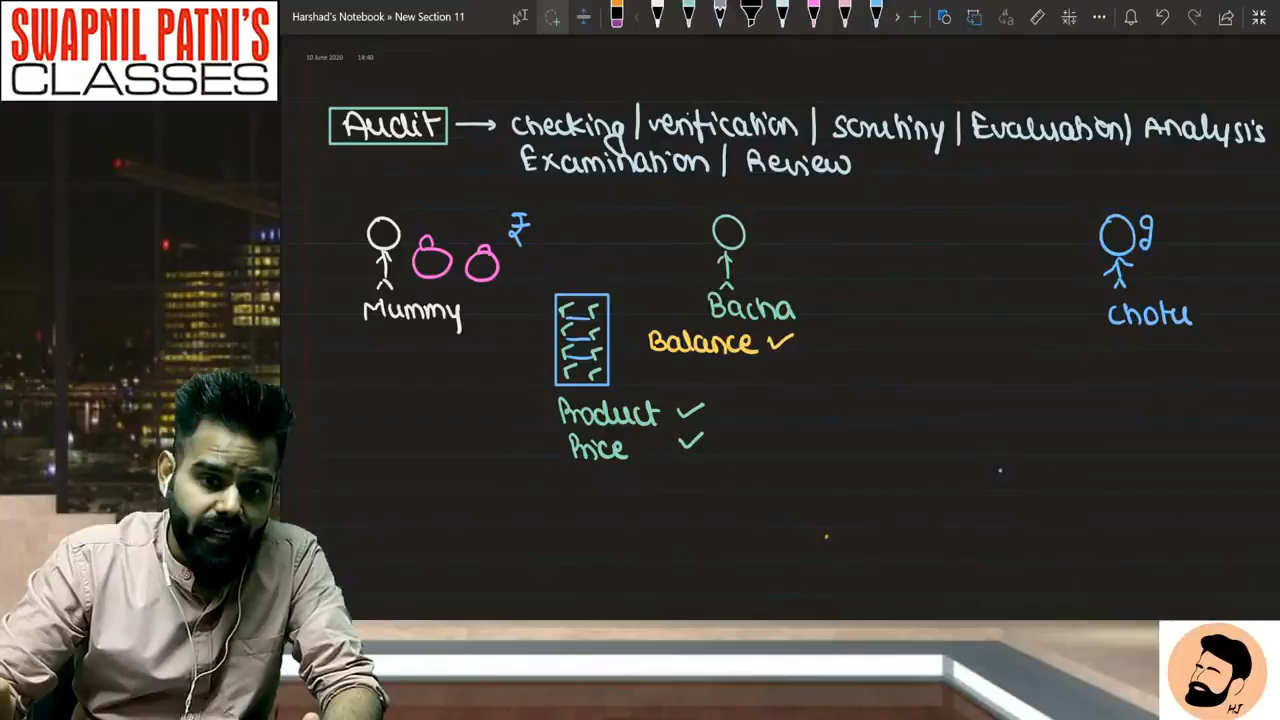 SWAPNIL PATNI'S
CLASSES
Harshad's Notebook » New Section 11
10 June 2020 14:40
Audit → checking | verification | Scrutiny | Evaluation | Analysis
Examination | Review
₹
Mummy
Bacha
Chotu
Balance ✓
Product ✓
Price ✓
HJ